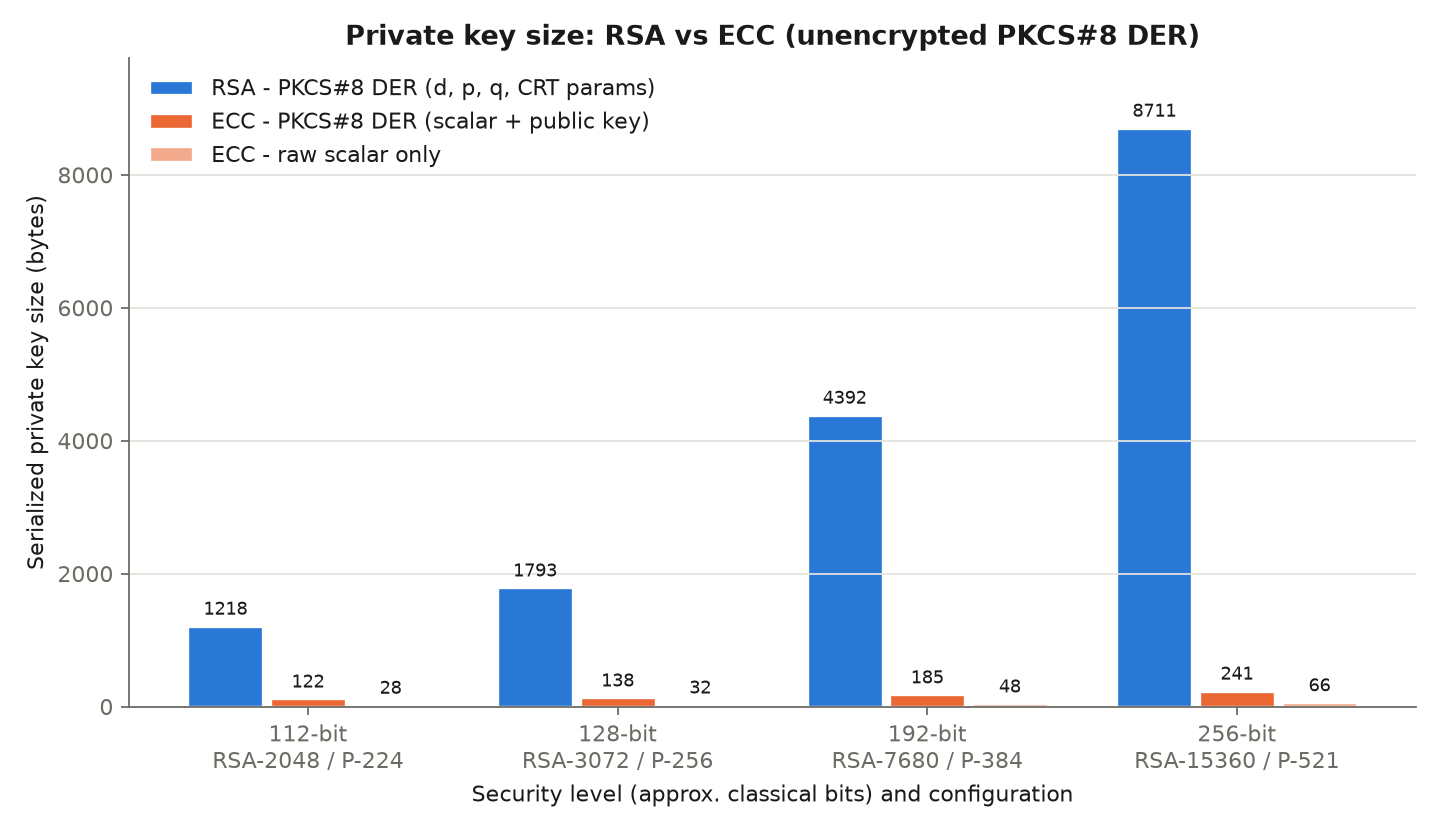 Private key size: RSA vs ECC (unencrypted PKCS#8 DER)
RSA - PKCS#8 DER (d, p, q, CRT params)
ECC - PKCS#8 DER (scalar + public key)
ECC - raw scalar only
Serialized private key size (bytes)
8000
6000
4000
2000
0
1218
122
28
1793
138
32
4392
185
48
8711
241
66
112-bit
RSA-2048 / P-224
128-bit
RSA-3072 / P-256
192-bit
RSA-7680 / P-384
256-bit
RSA-15360 / P-521
Security level (approx. classical bits) and configuration